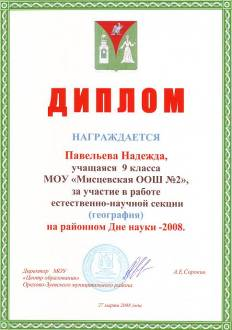 ДИПЛОМ
НАГРАЖДАЕТСЯ
Павельева Надежда,
учащаяся 9 класса
МОУ «Мисцевская ООШ №2»,
за участие в работе
естественно-научной секции
(география)
на районном Дне науки -2008.
Директор МОУ
«Центр образования»
Орехово-Зуевского муниципального района
А.Е.Сорокин
27 марта 2008 года